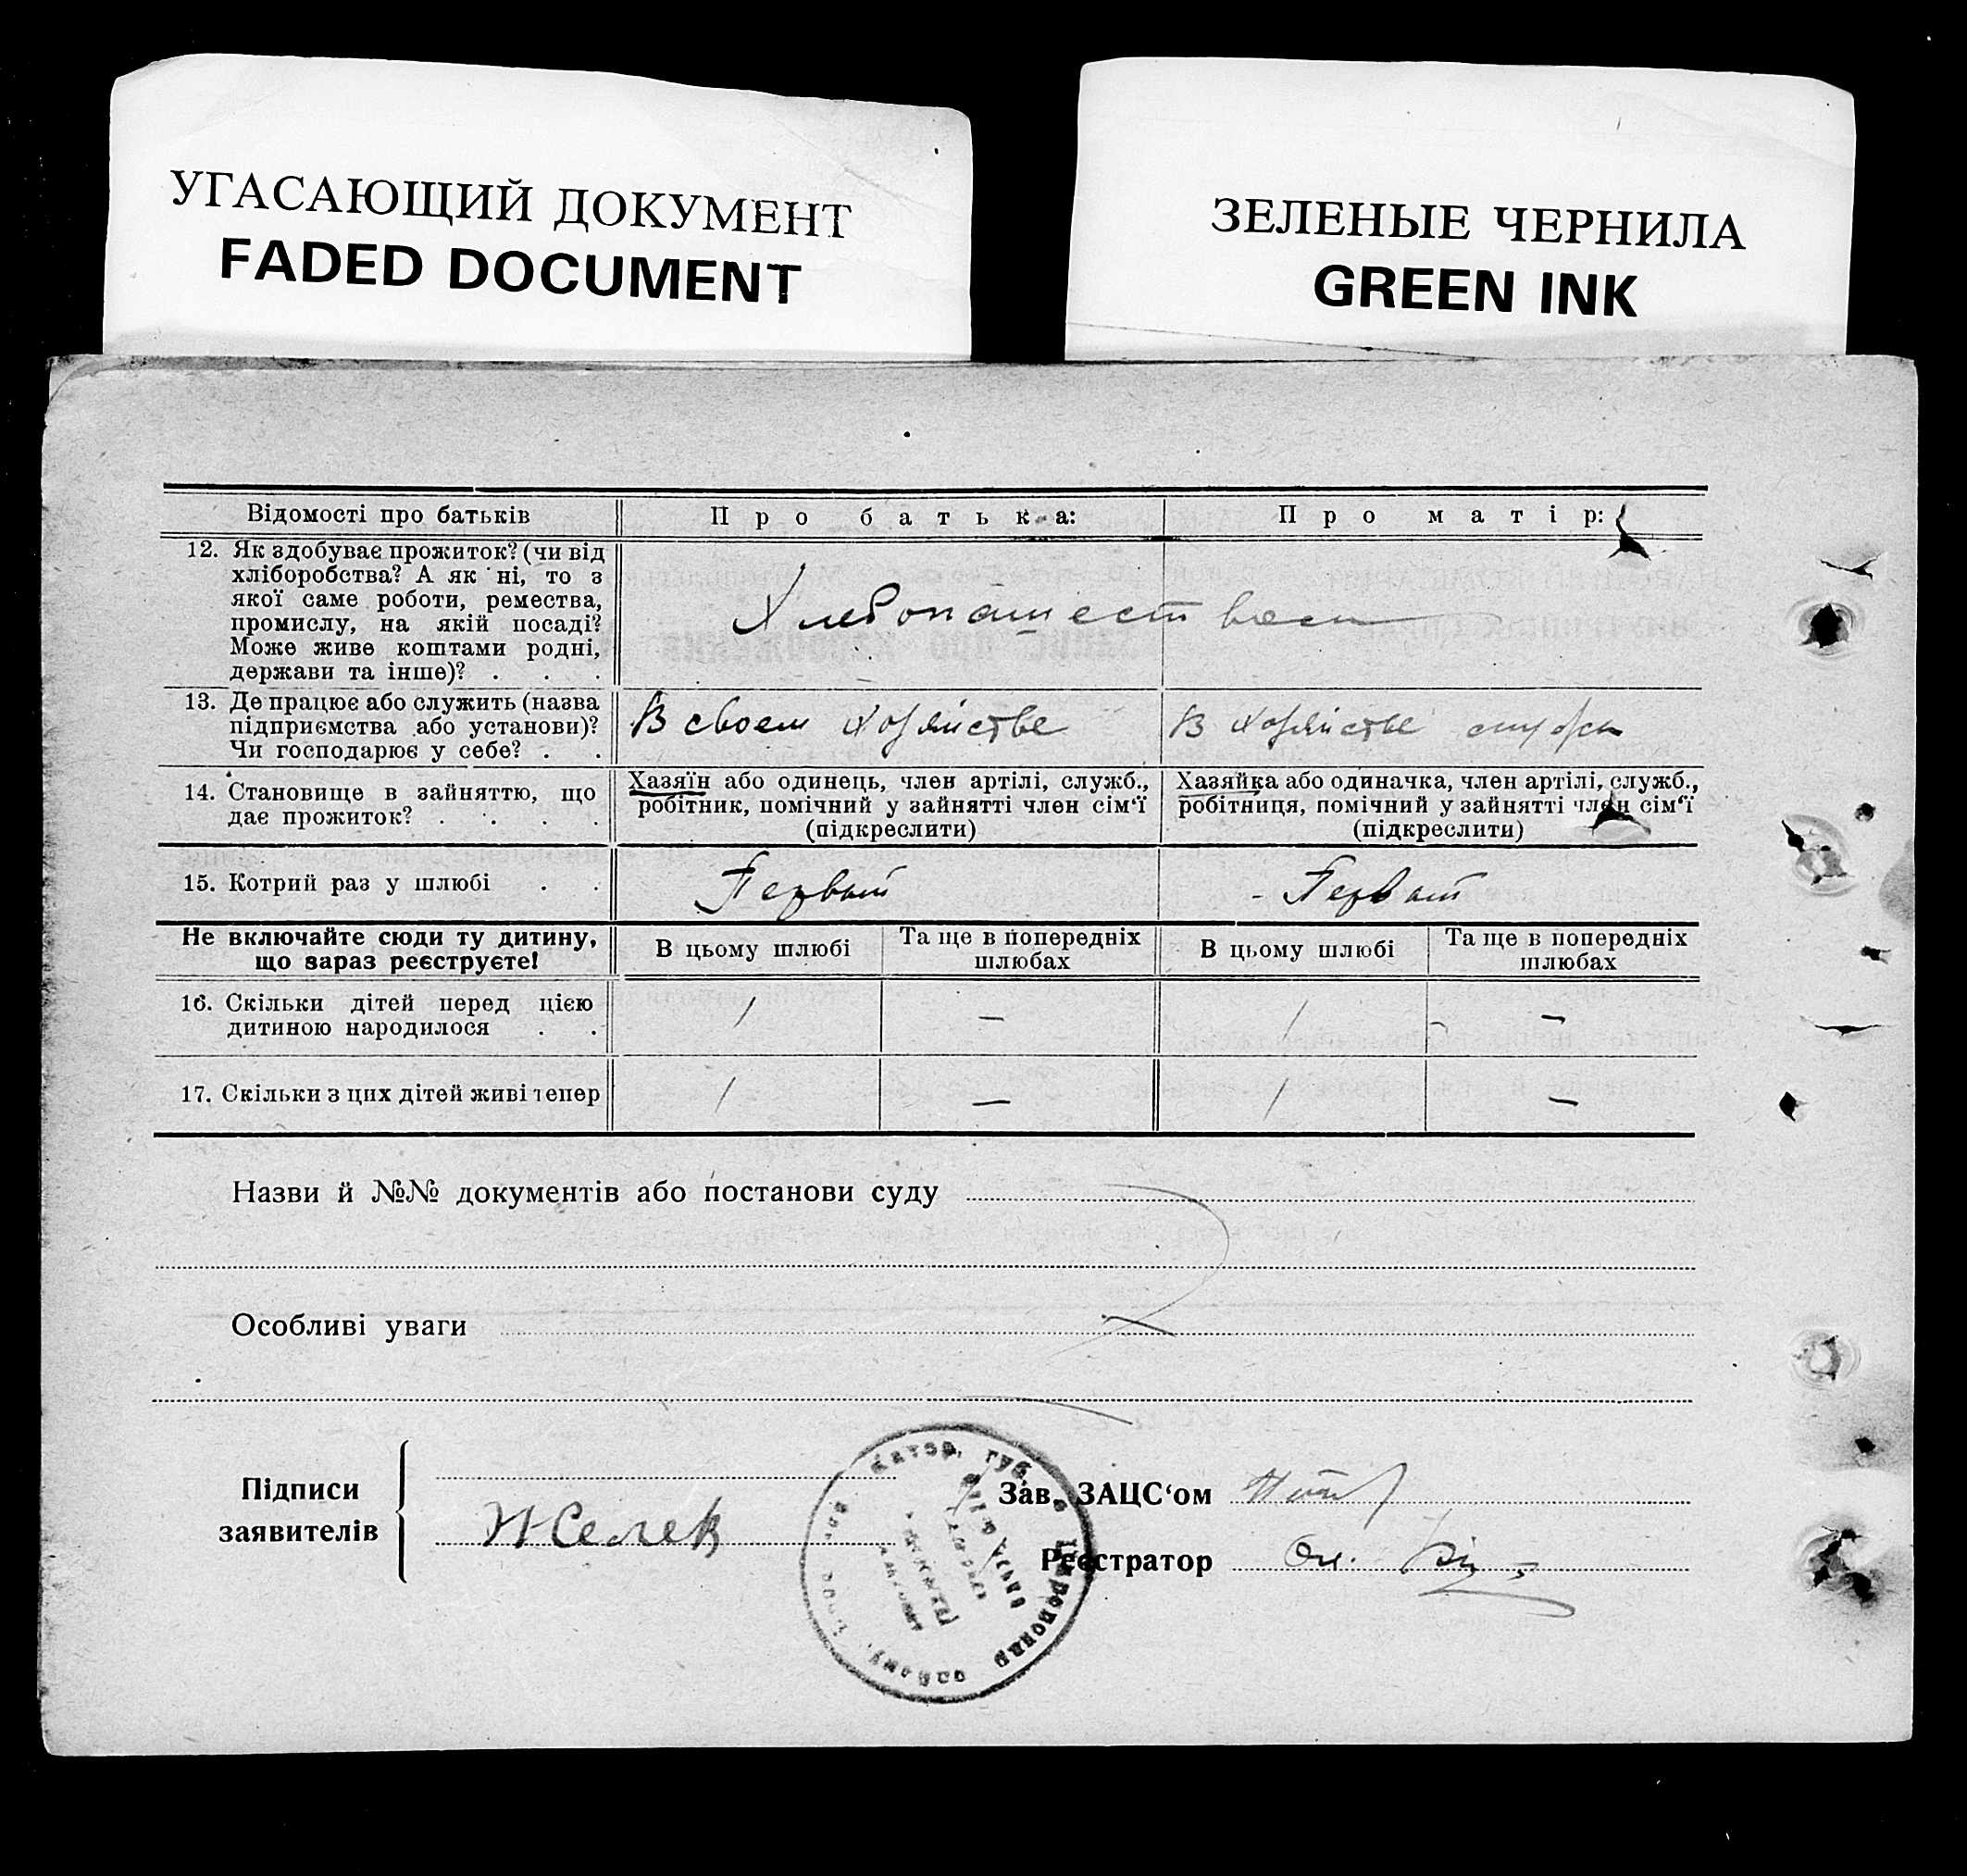 УГАСАЮЩИЙ ДОКУМЕНТ
FADED DOCUMENT
ЗЕЛЕНЫЕ ЧЕРНИЛА
GREEN INK
Відомості про батьків
Про батька:
Про матір:
12. Як здобуває прожиток? (чи від
хліборобства? А як ні, то з
якої саме роботи, ремества,
промислу, на якій посаді?
Може живе коштами родні,
держави та інше)? . . .
Хлебопашеством
13. Де працює або служить (назва
підприємства або установи)?
Чи господарює у себе? . .
В своем хозяйстве
В хозяйстве мужа
14. Становище в зайняттю, що
дає прожиток? . . . .
Хазяїн або одинець, член артілі, служб.,
робітник, помічний у зайнятті член сім'ї
(підкреслити)
Хазяйка або одиначка, член артілі, служб.,
робітниця, помічний у зайнятті член сім'ї
(підкреслити)
15. Котрий раз у шлюбі . .
Первый
- Первый
Не включайте сюди ту дитину,
що зараз реєструєте!
В цьому шлюбі
Та ще в попередніх
шлюбах
В цьому шлюбі
Та ще в попередніх
шлюбах
16. Скільки дітей перед цією
дитиною народилося . .
1 — 1 —
17. Скільки з цих дітей живі тепер
1 — 1 —
Назви й №№ документів або постанови суду
Особливі уваги
Підписи
заявителів
Зав. ЗАЦС'ом
Реєстратор